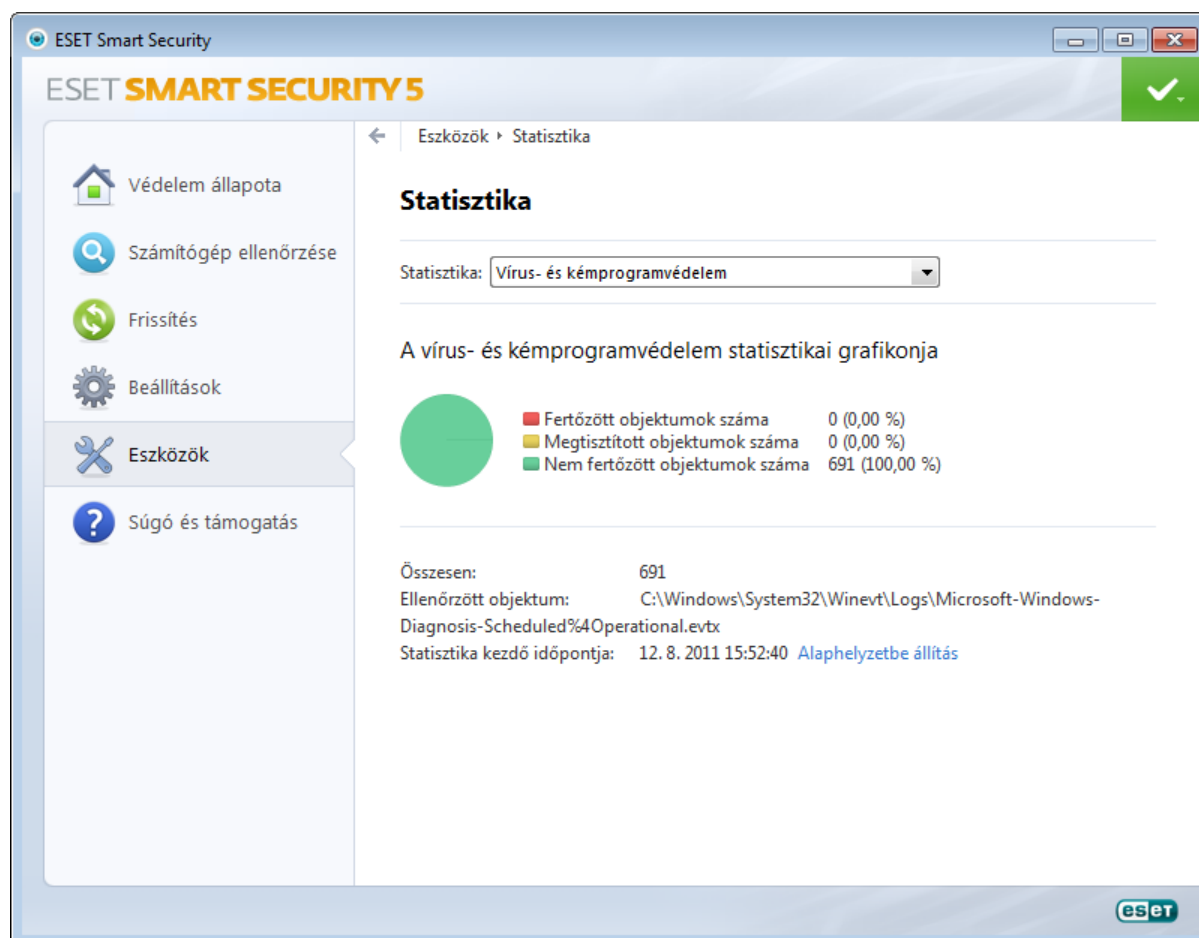 ESET Smart Security
ESET SMART SECURITY 5
Eszközök ‣ Statisztika
Védelem állapota
Számítógép ellenőrzése
Frissítés
Beállítások
Eszközök
Súgó és támogatás
Statisztika
Statisztika: Vírus- és kémprogramvédelem
A vírus- és kémprogramvédelem statisztikai grafikonja
Fertőzött objektumok száma 0 (0,00 %)
Megtisztított objektumok száma 0 (0,00 %)
Nem fertőzött objektumok száma 691 (100,00 %)
Összesen: 691
Ellenőrzött objektum: C:\Windows\System32\Winevt\Logs\Microsoft-Windows-
Diagnosis-Scheduled%4Operational.evtx
Statisztika kezdő időpontja: 12. 8. 2011 15:52:40 Alaphelyzetbe állítás
eseT